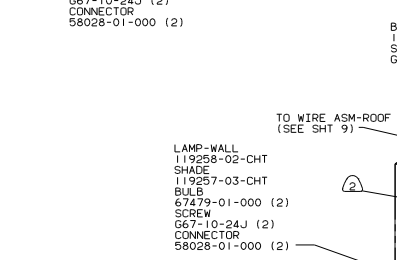 G67-10-24J (2)
CONNECTOR
58028-01-000 (2)
B
1
S
G
TO WIRE ASM-ROOF
(SEE SHT 9)
LAMP-WALL
119258-02-CHT
SHADE
119257-03-CHT
BULB
67479-01-000 (2)
SCREW
G67-10-24J (2)
CONNECTOR
58028-01-000 (2)
2